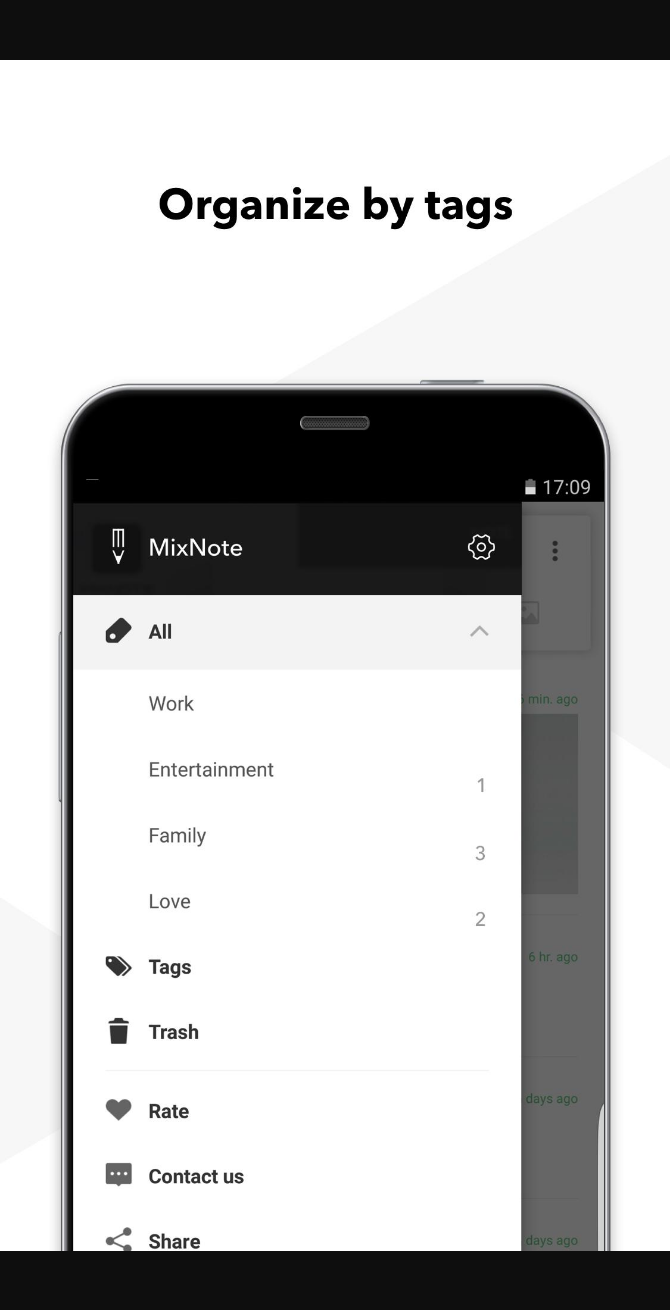 Organize by tags
17:09
MixNote
All
min. ago
Work
Entertainment
1
Family
3
Love
2
6 hr. ago
Tags
Trash
days ago
Rate
Contact us
Share
days ago